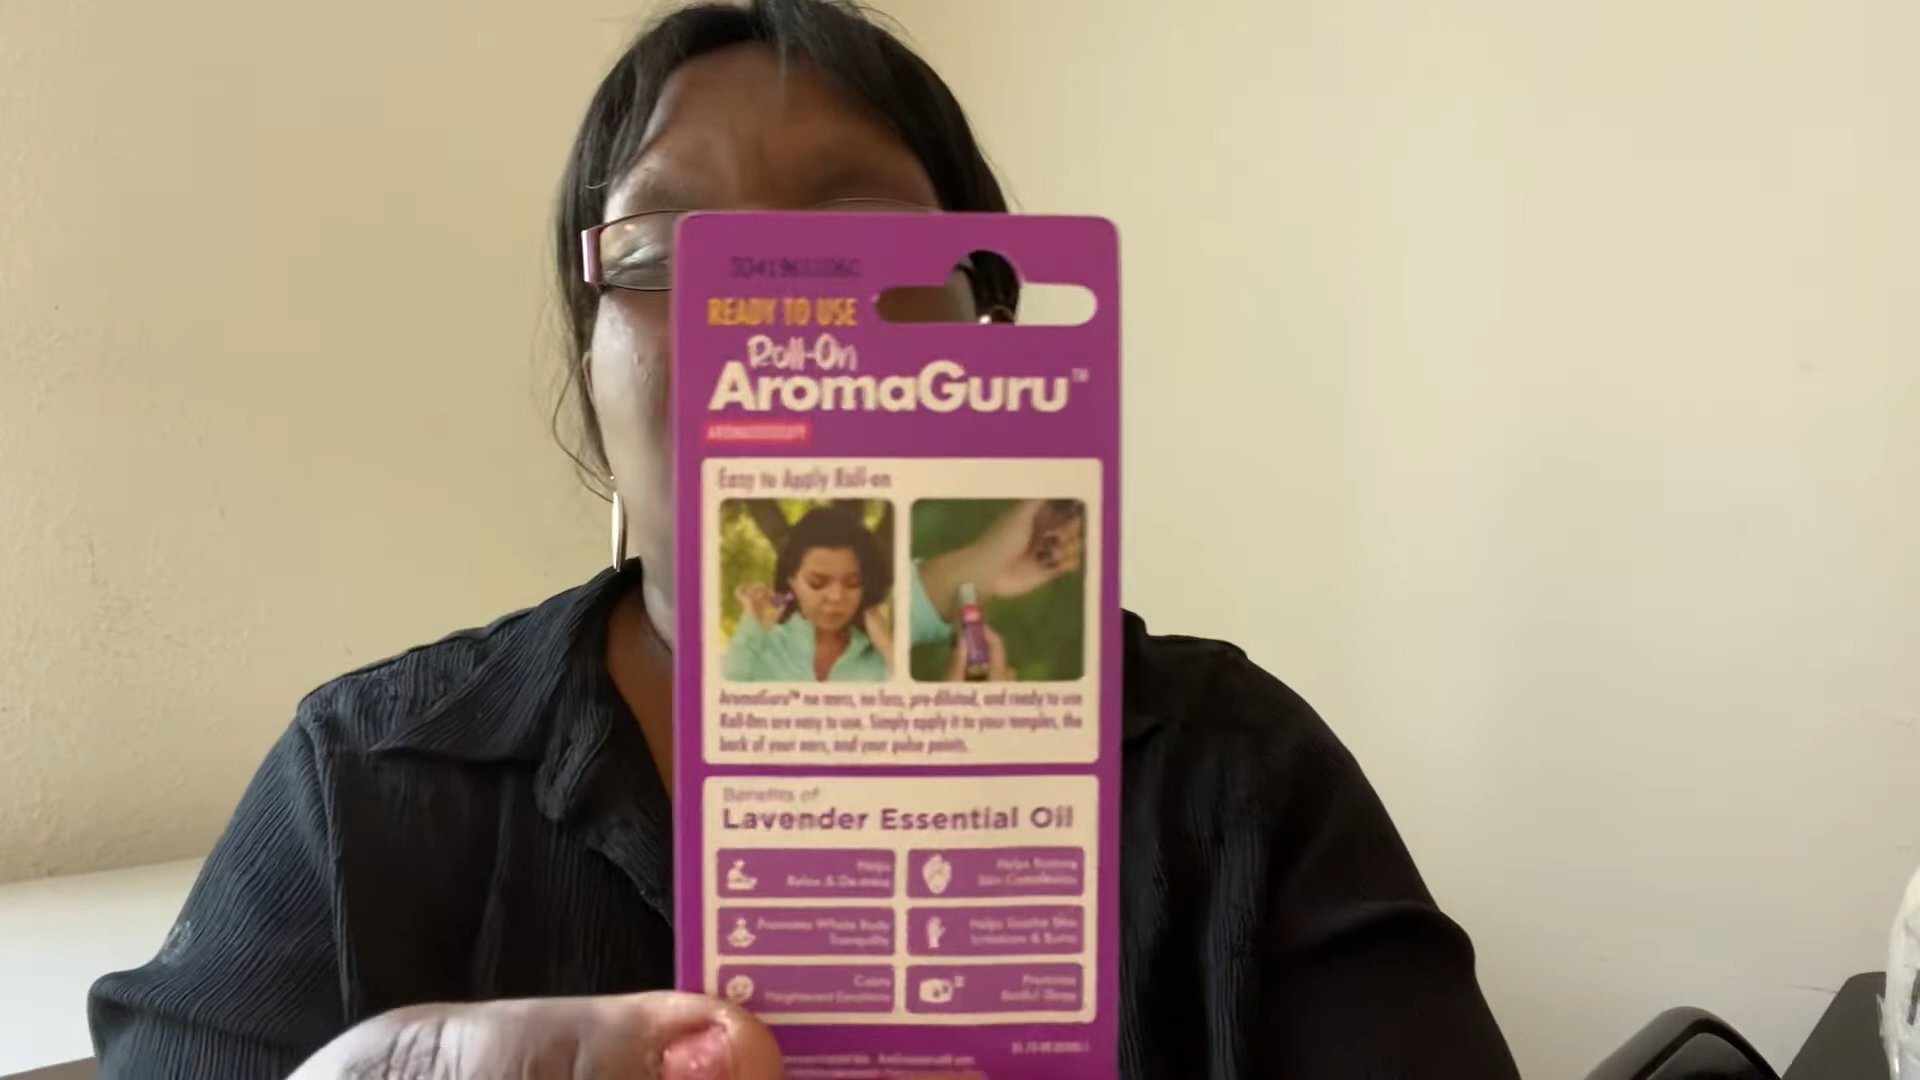 READY TO USE
Roll-On
AromaGuru™
Easy to Apply Roll-on
AromaGuru™ no mess, no fuss, pre-diluted, and ready to use
Roll-Ons are easy to use. Simply apply it to your temples, the
back of your ears, and your pulse points.
Benefits of
Lavender Essential Oil
Helps
Relax & De-stress
Helps Restore
Skin Complexion
Promotes Whole Body
Tranquility
Helps Soothe Skin
Irritations & Burns
Calms
Heightened Emotions
Promotes
Restful Sleep